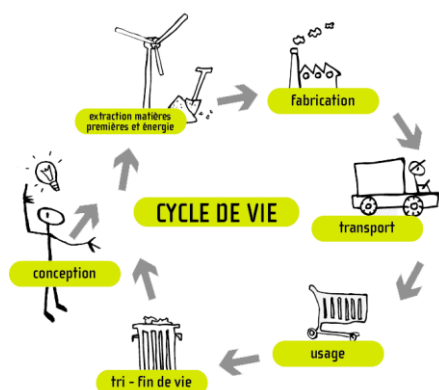 extraction matières
premières et énergie
fabrication
CYCLE DE VIE
transport
conception
usage
tri - fin de vie